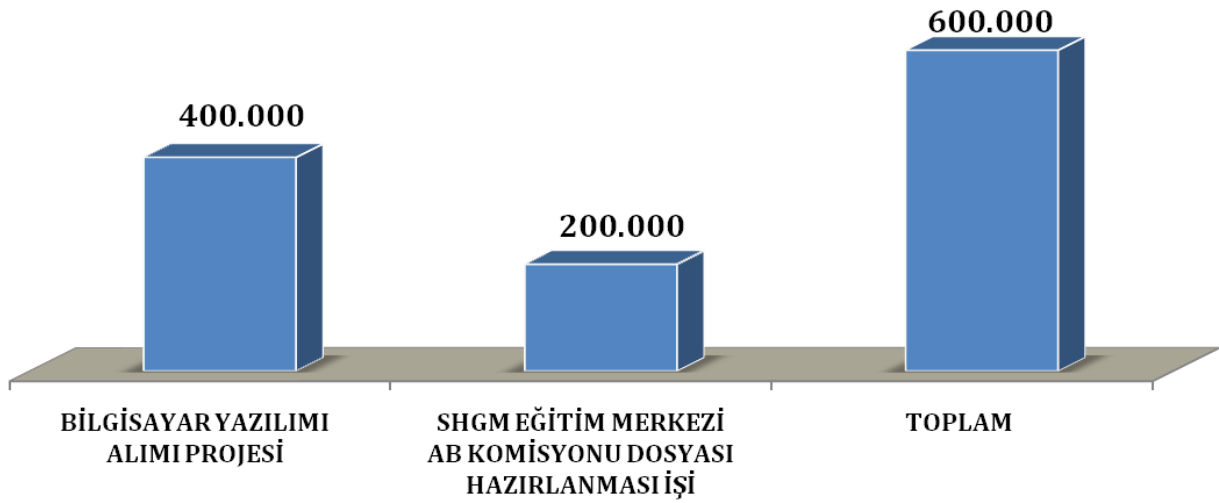 400.000
200.000
600.000
BİLGİSAYAR YAZILIMI
ALIMI PROJESİ
SHGM EĞİTİM MERKEZİ
AB KOMİSYONU DOSYASI
HAZIRLANMASI İŞİ
TOPLAM